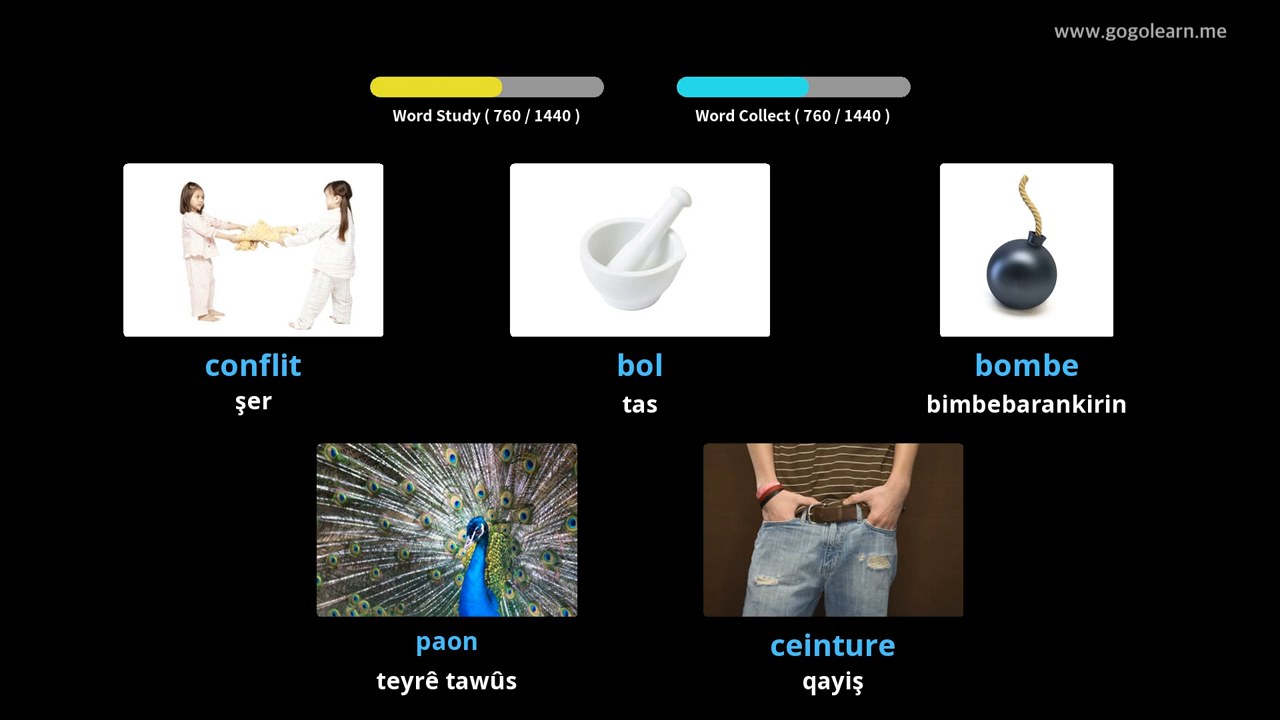 www.gogolearn.me
Word Study ( 760 / 1440 )
Word Collect ( 760 / 1440 )
conflit
şer
bol
tas
bombe
bimbebarankirin
paon
teyrê tawûs
ceinture
qayiş